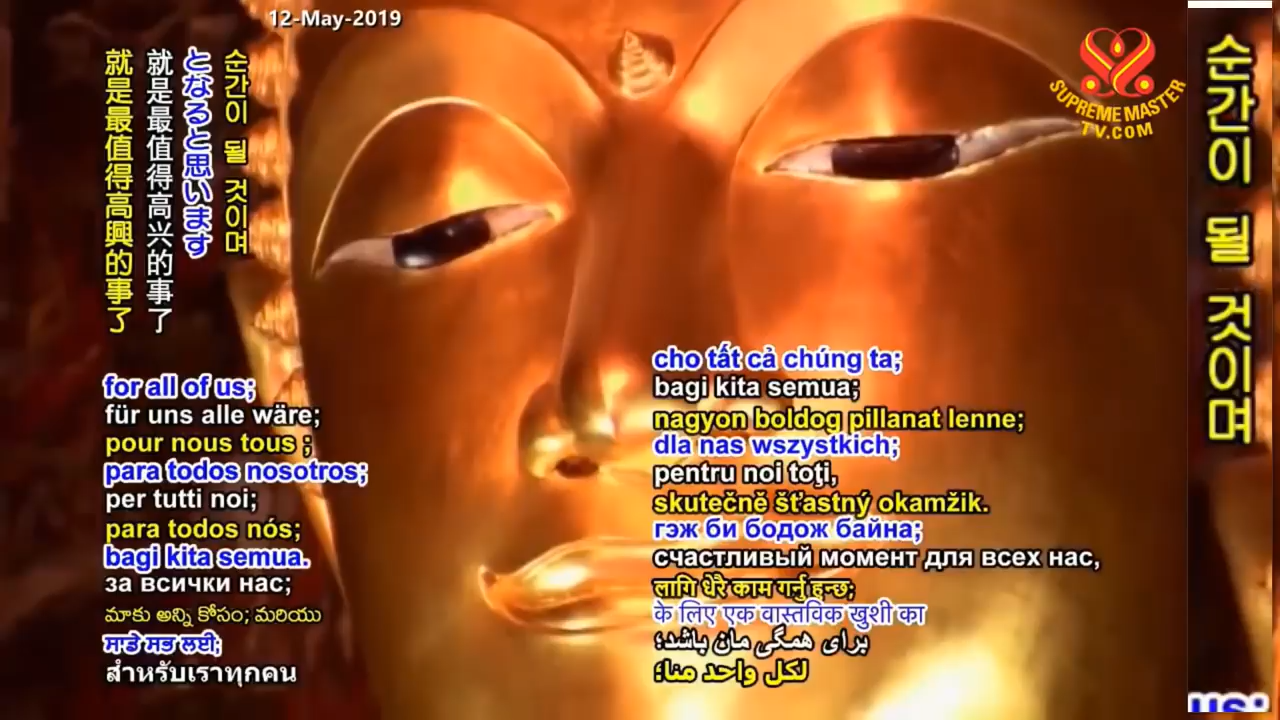 12-May-2019
SUPREME MASTER
TV.COM
순간이 될 것이며
となると思います
就是最值得高兴的事了
就是最值得高興的事了
for all of us;
für uns alle wäre;
pour nous tous ;
para todos nosotros;
per tutti noi;
para todos nós;
bagi kita semua.
за всички нас;
మాకు అన్ని కోసం; మరియు
ਸਾਡੇ ਸਭ ਲਈ;
สำหรับเราทุกคน
cho tất cả chúng ta;
bagi kita semua;
nagyon boldog pillanat lenne;
dla nas wszystkich;
pentru noi toţi,
skutečně šťastný okamžik.
гэж би бодож байна;
счастливый момент для всех нас,
लागि धेरै काम गर्नु हुन्छ;
के लिए एक वास्तविक खुशी का
برای همگی مان باشد؛
لكل واحد منا؛
순간이 될 것이며
us;